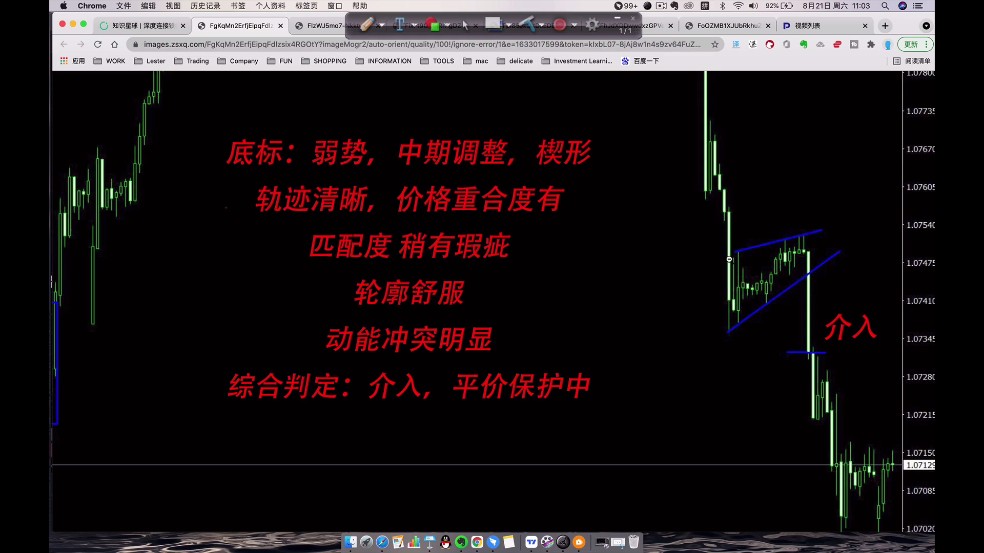 Chrome 文件 编辑 视图 历史记录 书签 个人资料 标签页 窗口 帮助
99+ 92% 8月21日 周六 11:03
知识星球 | 深度连接铁 FgKqMn2ErfjEipqFdIz FoOZMB1XJUbRkhu 视频列表
1/1
images.zsxq.com/FgKqMn2ErfjEipqFdIzsix4RGOtY?imageMogr2/auto-orient/quality/100!/ignore-error/1&e=1633017599&token=kIxbL07-8jAj8w1n4s9zv64FuZ... 更新
应用 WORK Lester Trading Company FUN SHOPPING INFORMATION TOOLS mac delicate Investment Learni... 百度一下 阅读清单
1.07800
1.07735
底标：弱势，中期调整，楔形
1.07670
轨迹清晰，价格重合度有
1.07605
1.07540
匹配度 稍有瑕疵
1.07475
轮廓舒服
1.07410
介入
动能冲突明显
1.07345
综合判定：介入，平价保护中
1.07280
1.07215
1.07150
1.07129
1.07085
1.07020